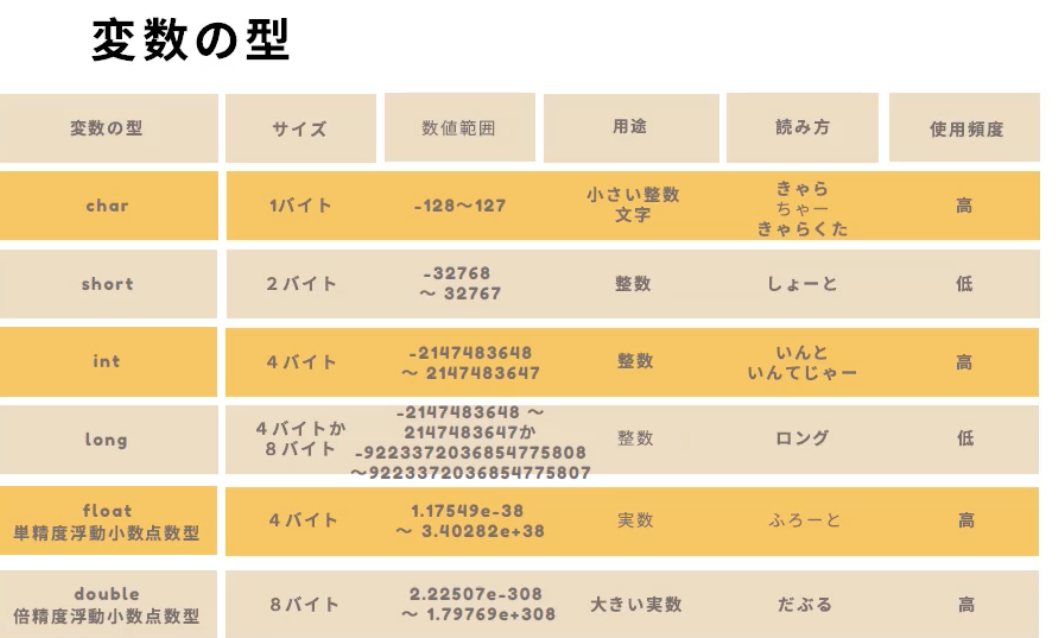 変数の型
変数の型
サイズ
数値範囲
用途
読み方
使用頻度
char
1バイト
-128〜127
小さい整数
文字
きゃら
ちゃー
きゃらくた
高
short
２バイト
-32768
〜 32767
整数
しょーと
低
int
４バイト
-2147483648
〜 2147483647
整数
いんと
いんてじゃー
高
long
４バイトか
８バイト
-2147483648 〜
2147483647か
-9223372036854775808
〜9223372036854775807
整数
ロング
低
float
単精度浮動小数点数型
４バイト
1.17549e-38
〜 3.40282e+38
実数
ふろーと
高
double
倍精度浮動小数点数型
８バイト
2.22507e-308
〜 1.79769e+308
大きい実数
だぶる
高